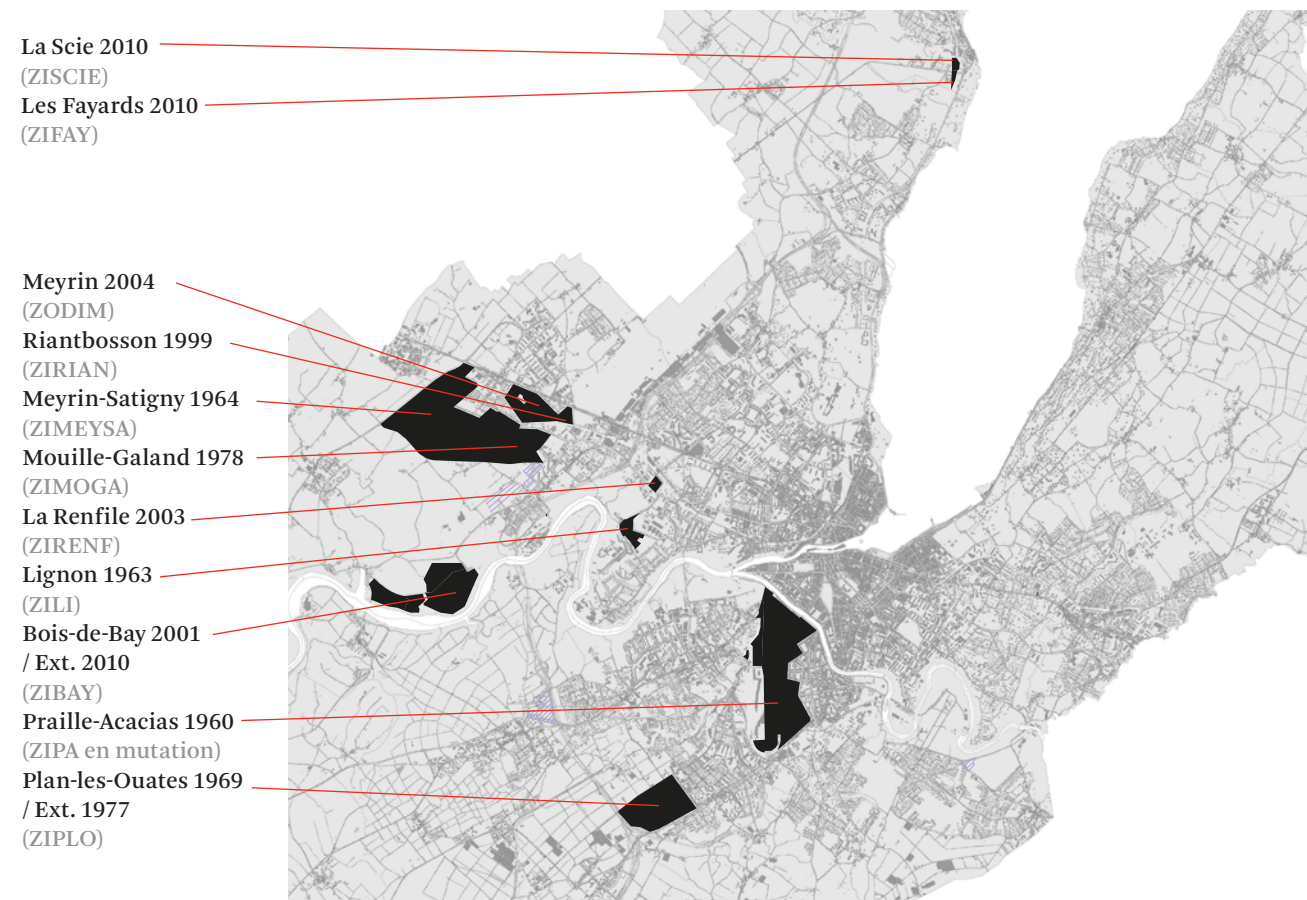 La Scie 2010
(ZISCIE)
Les Fayards 2010
(ZIFAY)
Meyrin 2004
(ZODIM)
Riantbosson 1999
(ZIRIAN)
Meyrin-Satigny 1964
(ZIMEYSA)
Mouille-Galand 1978
(ZIMOGA)
La Renfile 2003
(ZIRENF)
Lignon 1963
(ZILI)
Bois-de-Bay 2001
/ Ext. 2010
(ZIBAY)
Praille-Acacias 1960
(ZIPA en mutation)
Plan-les-Ouates 1969
/ Ext. 1977
(ZIPLO)